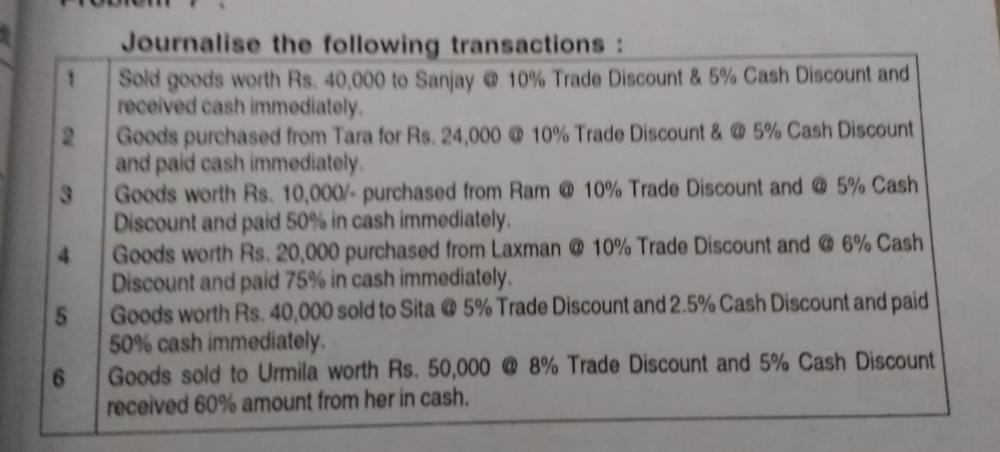 Journalise the following transactions :
1 Sold goods worth Rs. 40,000 to Sanjay @ 10% Trade Discount & 5% Cash Discount and
received cash immediately.
2 Goods purchased from Tara for Rs. 24,000 @ 10% Trade Discount & @ 5% Cash Discount
and paid cash immediately.
3 Goods worth Rs. 10,000/- purchased from Ram @ 10% Trade Discount and @ 5% Cash
Discount and paid 50% in cash immediately.
4 Goods worth Rs. 20,000 purchased from Laxman @ 10% Trade Discount and @ 6% Cash
Discount and paid 75% in cash immediately.
5 Goods worth Rs. 40,000 sold to Sita @ 5% Trade Discount and 2.5% Cash Discount and paid
50% cash immediately.
6 Goods sold to Urmila worth Rs. 50,000 @ 8% Trade Discount and 5% Cash Discount
received 60% amount from her in cash.